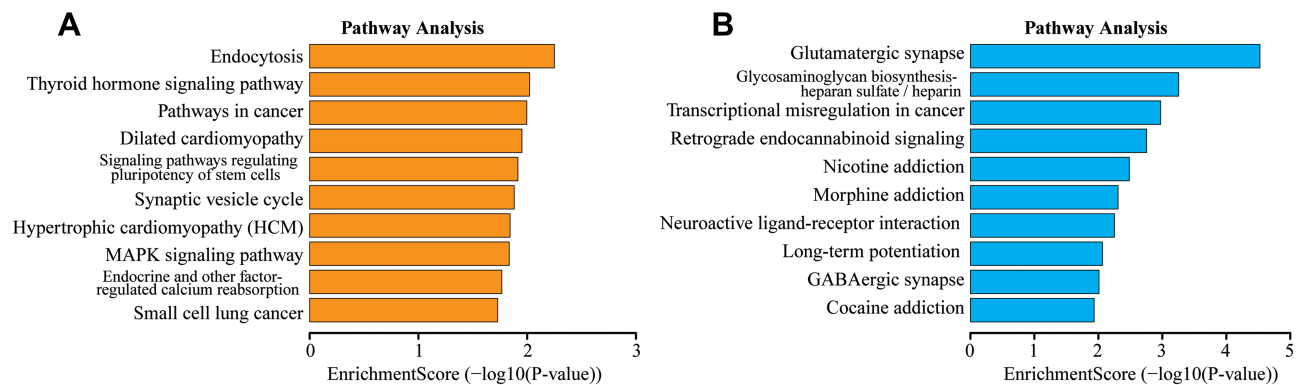 A
Pathway Analysis
Endocytosis
Thyroid hormone signaling pathway
Pathways in cancer
Dilated cardiomyopathy
Signaling pathways regulating
pluripotency of stem cells
Synaptic vesicle cycle
Hypertrophic cardiomyopathy (HCM)
MAPK signaling pathway
Endocrine and other factor-
regulated calcium reabsorption
Small cell lung cancer
0 1 2 3
EnrichmentScore (−log10(P-value))
B
Pathway Analysis
Glutamatergic synapse
Glycosaminoglycan biosynthesis-
heparan sulfate / heparin
Transcriptional misregulation in cancer
Retrograde endocannabinoid signaling
Nicotine addiction
Morphine addiction
Neuroactive ligand-receptor interaction
Long-term potentiation
GABAergic synapse
Cocaine addiction
0 1 2 3 4 5
EnrichmentScore (−log10(P-value))